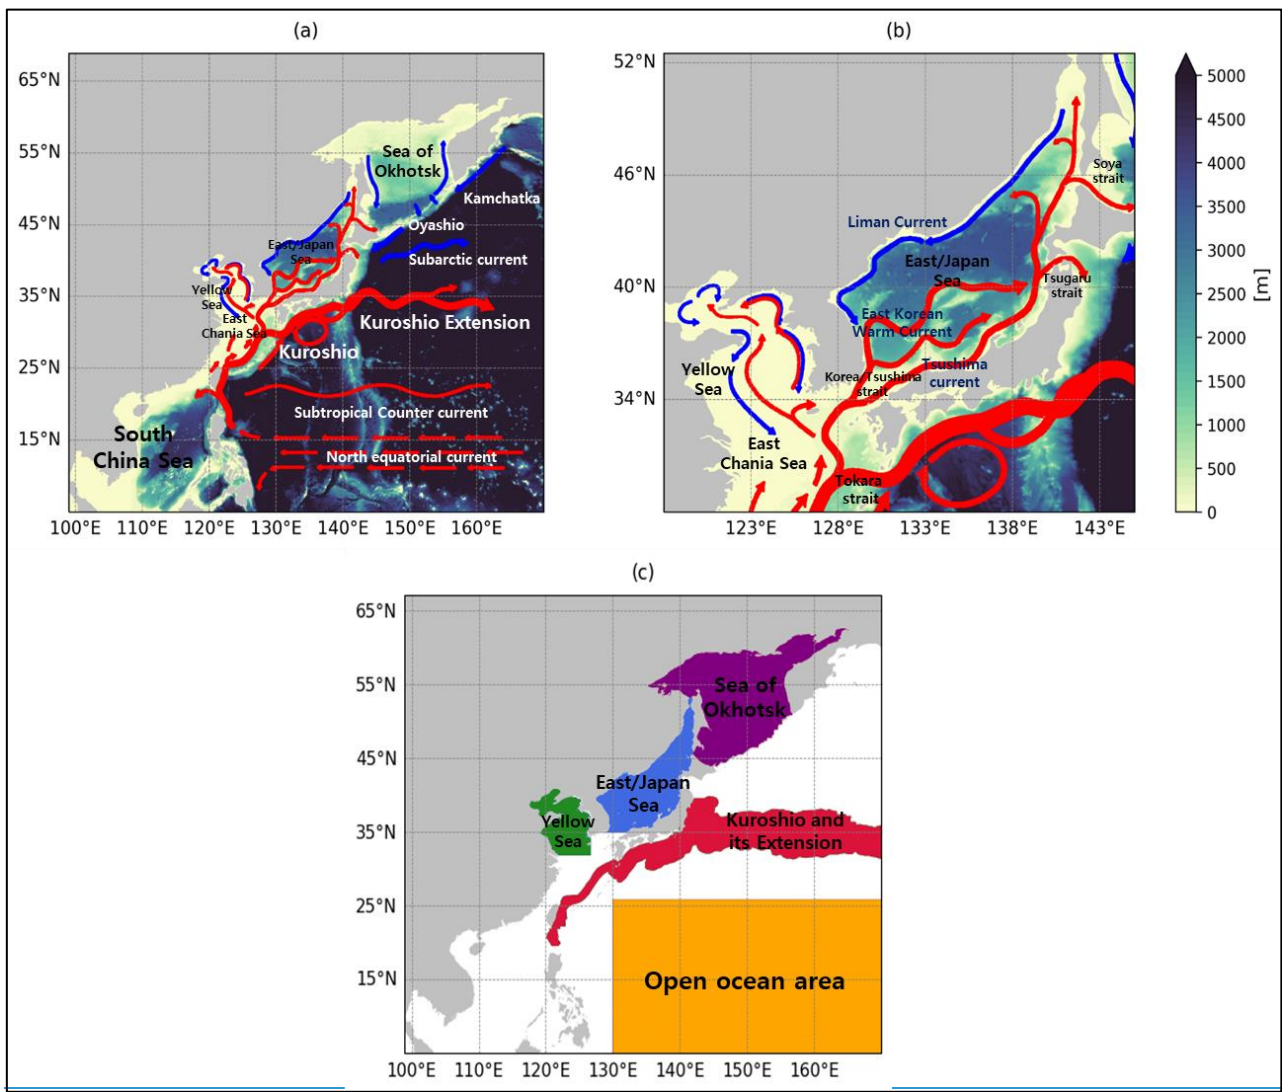 (a)
65°N
55°N
45°N
35°N
25°N
15°N
100°E 110°E 120°E 130°E 140°E 150°E 160°E
Sea of
Okhotsk
Kamchatka
Oyashio
Subarctic current
East/Japan
Sea
Yellow
Sea
East
Chania Sea
Kuroshio Extension
Kuroshio
Subtropical Counter current
South
China Sea
North equatorial current
(b)
52°N
46°N
40°N
34°N
123°E 128°E 133°E 138°E 143°E
Soya
strait
Liman Current
East/Japan
Sea
Tsugaru
strait
East Korean
Warm Current
Yellow
Sea
Korea/Tsushima
strait
Tsushima
current
East
Chania Sea
Tokara
strait
5000
4500
4000
3500
3000
2500
2000
1500
1000
500
0
[m]
(c)
65°N
55°N
45°N
35°N
25°N
15°N
100°E 110°E 120°E 130°E 140°E 150°E 160°E
Sea of
Okhotsk
East/Japan
Sea
Yellow
Sea
Kuroshio and
its Extension
Open ocean area